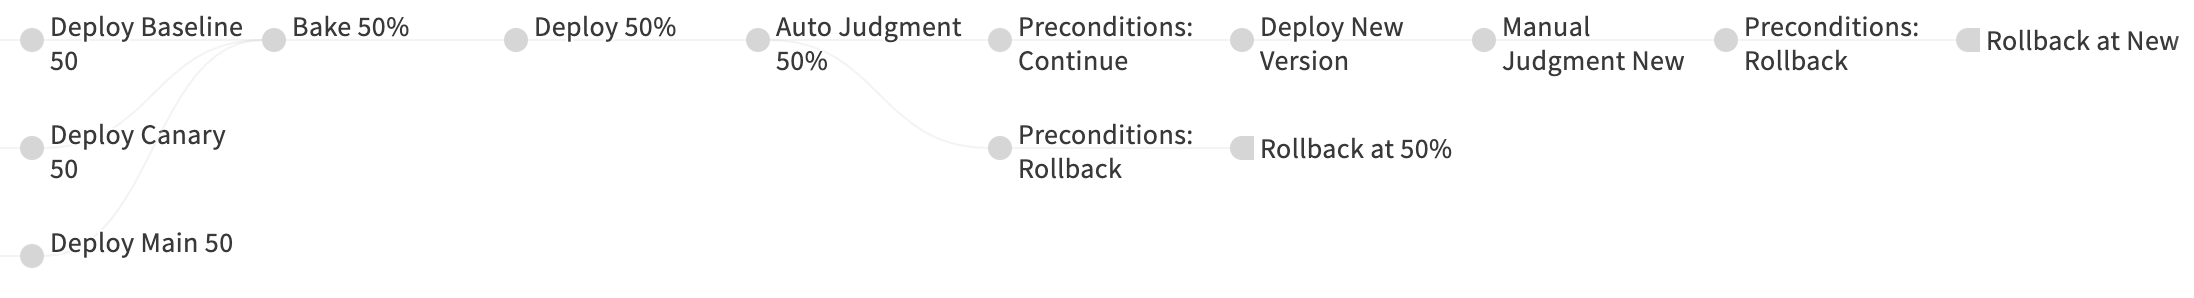 Deploy Baseline
50
Bake 50%
Deploy 50%
Auto Judgment
50%
Preconditions:
Continue
Deploy New
Version
Manual
Judgment New
Preconditions:
Rollback
Rollback at New
Deploy Canary
50
Preconditions:
Rollback
Rollback at 50%
Deploy Main 50